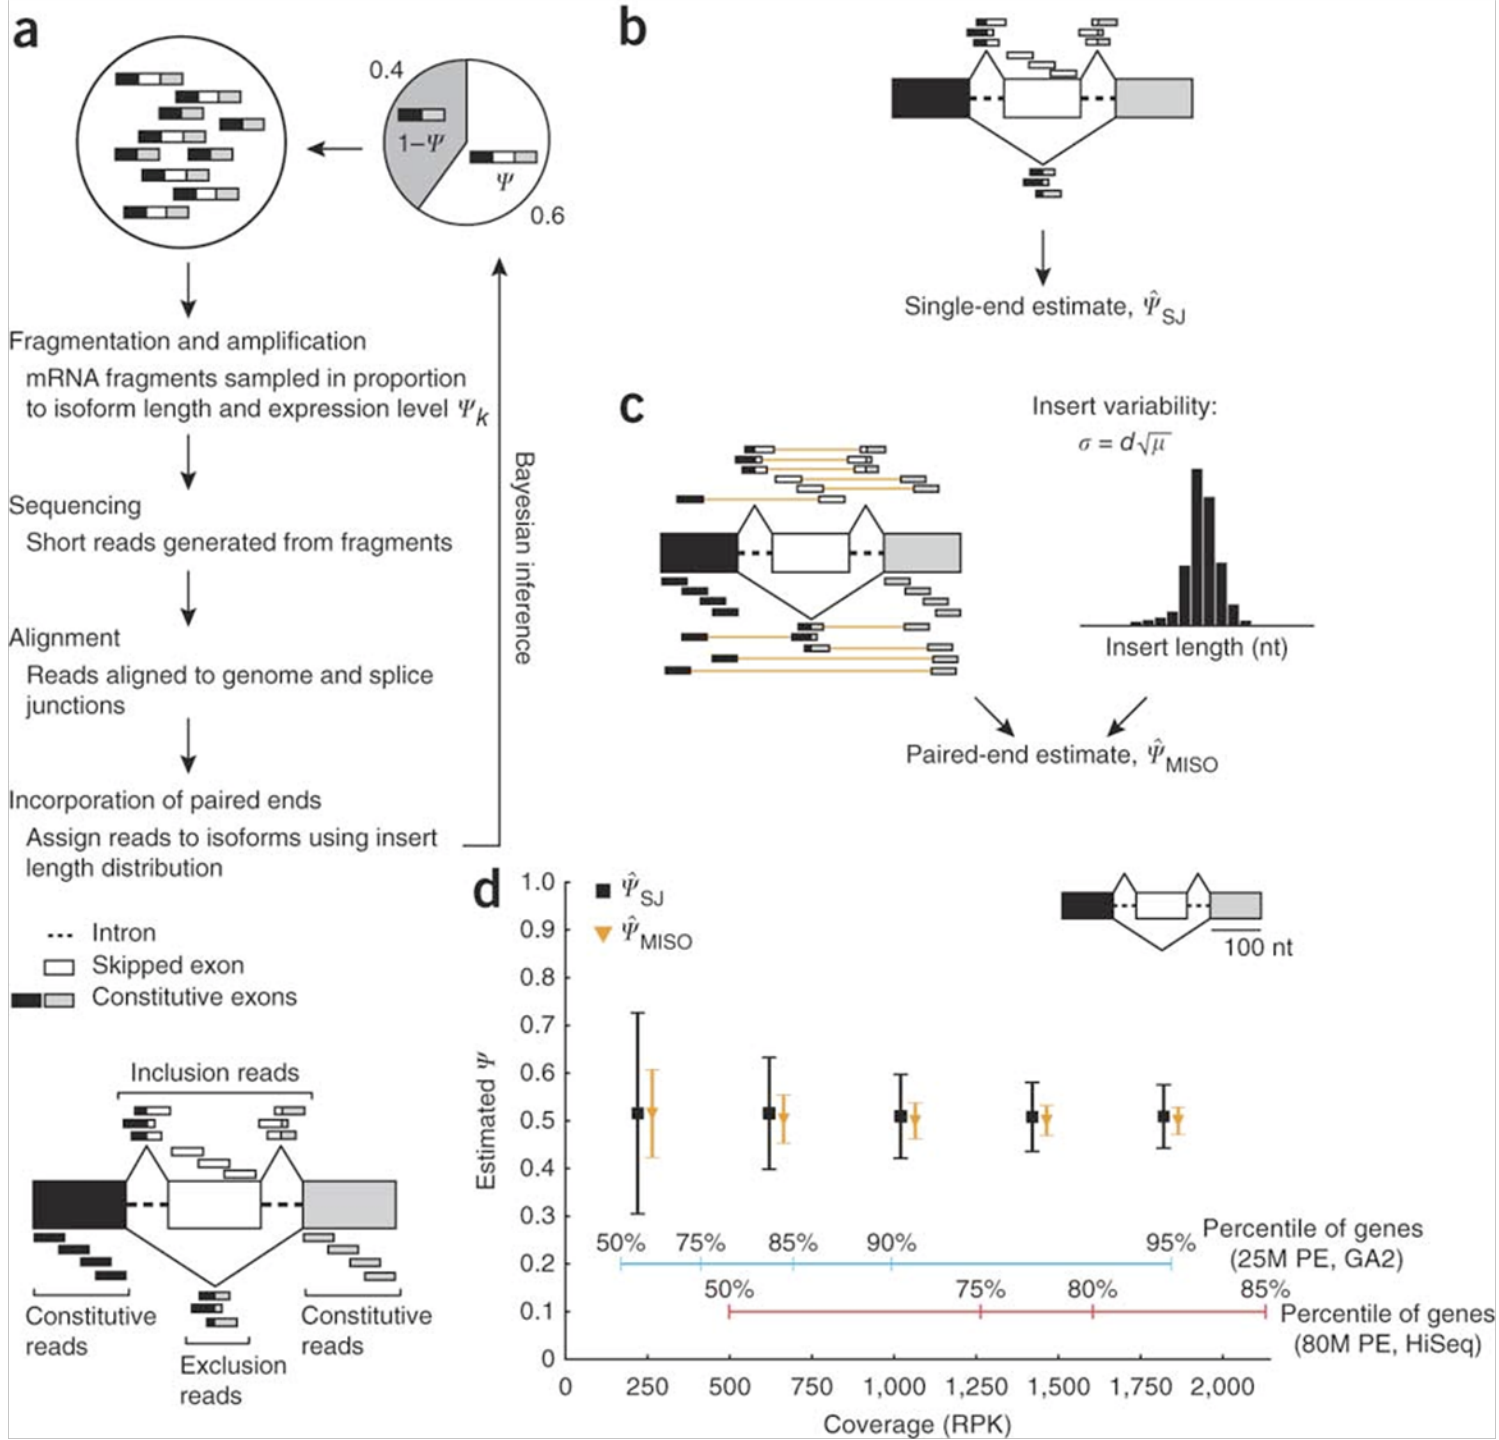 a
0.4
1–Ψ
Ψ
0.6
Fragmentation and amplification
mRNA fragments sampled in proportion
to isoform length and expression level Ψk
Sequencing
Short reads generated from fragments
Alignment
Reads aligned to genome and splice
junctions
Incorporation of paired ends
Assign reads to isoforms using insert
length distribution
Bayesian inference
Intron
Skipped exon
Constitutive exons
Inclusion reads
Constitutive
reads
Exclusion
reads
Constitutive
reads
b
Single-end estimate, Ψ̂SJ
c
Insert variability:
σ = d√μ
Insert length (nt)
Paired-end estimate, Ψ̂MISO
d
Ψ̂SJ
Ψ̂MISO
100 nt
Estimated Ψ
1.0
0.9
0.8
0.7
0.6
0.5
0.4
0.3
0.2
0.1
0
50% 75% 85% 90% 95%
Percentile of genes
(25M PE, GA2)
50% 75% 80% 85%
Percentile of genes
(80M PE, HiSeq)
0 250 500 750 1,000 1,250 1,500 1,750 2,000
Coverage (RPK)